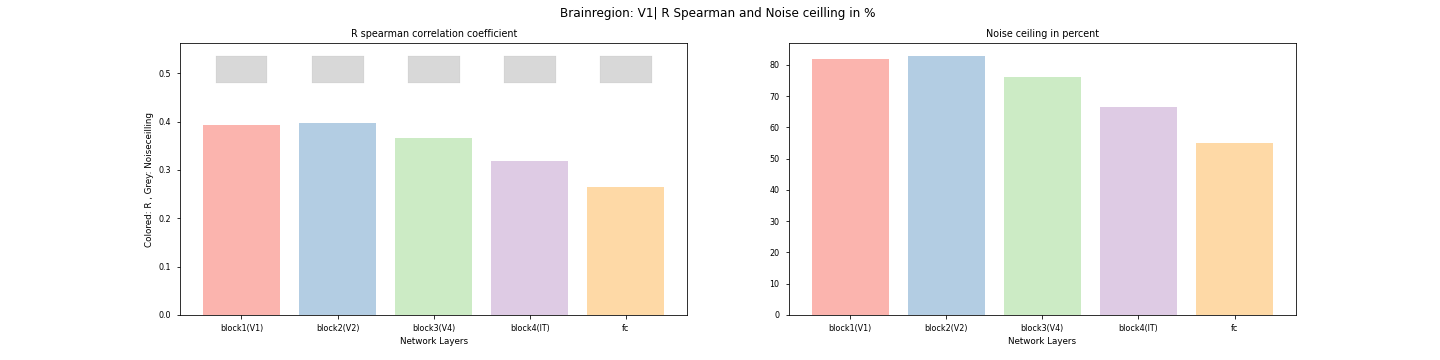 Brainregion: V1| R Spearman and Noise ceilling in %
R spearman correlation coefficient
Colored: R , Grey: Noiseceilling
0.5
0.4
0.3
0.2
0.1
0.0
block1(V1) block2(V2) block3(V4) block4(IT) fc
Network Layers
Noise ceiling in percent
80
70
60
50
40
30
20
10
0
block1(V1) block2(V2) block3(V4) block4(IT) fc
Network Layers